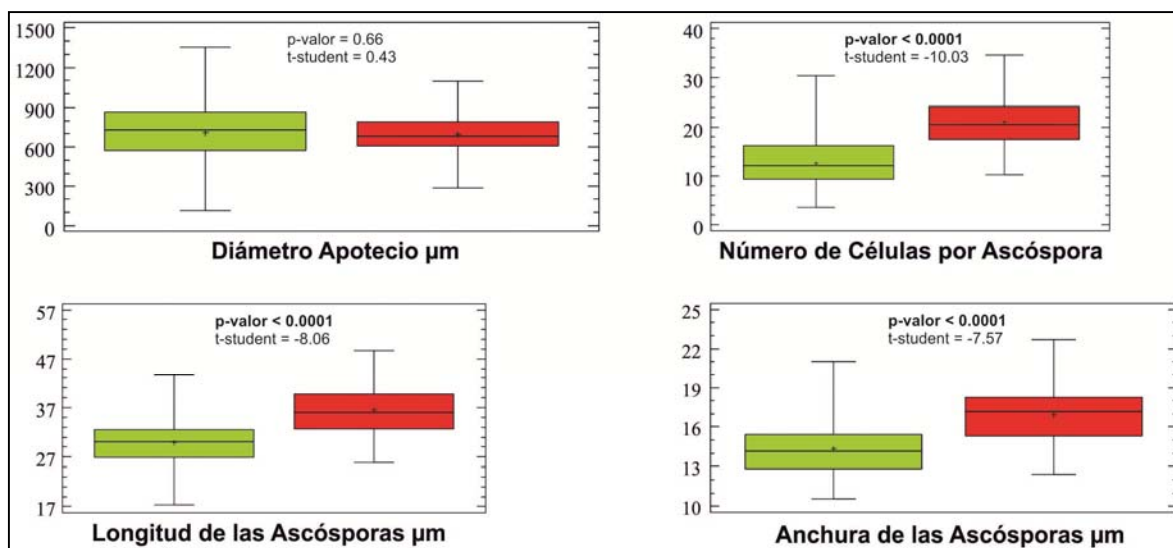 1500
1200
900
600
300
0
p-valor = 0.66
t-student = 0.43
Diámetro Apotecio µm
40
30
20
10
0
p-valor < 0.0001
t-student = -10.03
Número de Células por Ascóspora
57
47
37
27
17
p-valor < 0.0001
t-student = -8.06
Longitud de las Ascósporas µm
25
22
19
16
13
10
p-valor < 0.0001
t-student = -7.57
Anchura de las Ascósporas µm